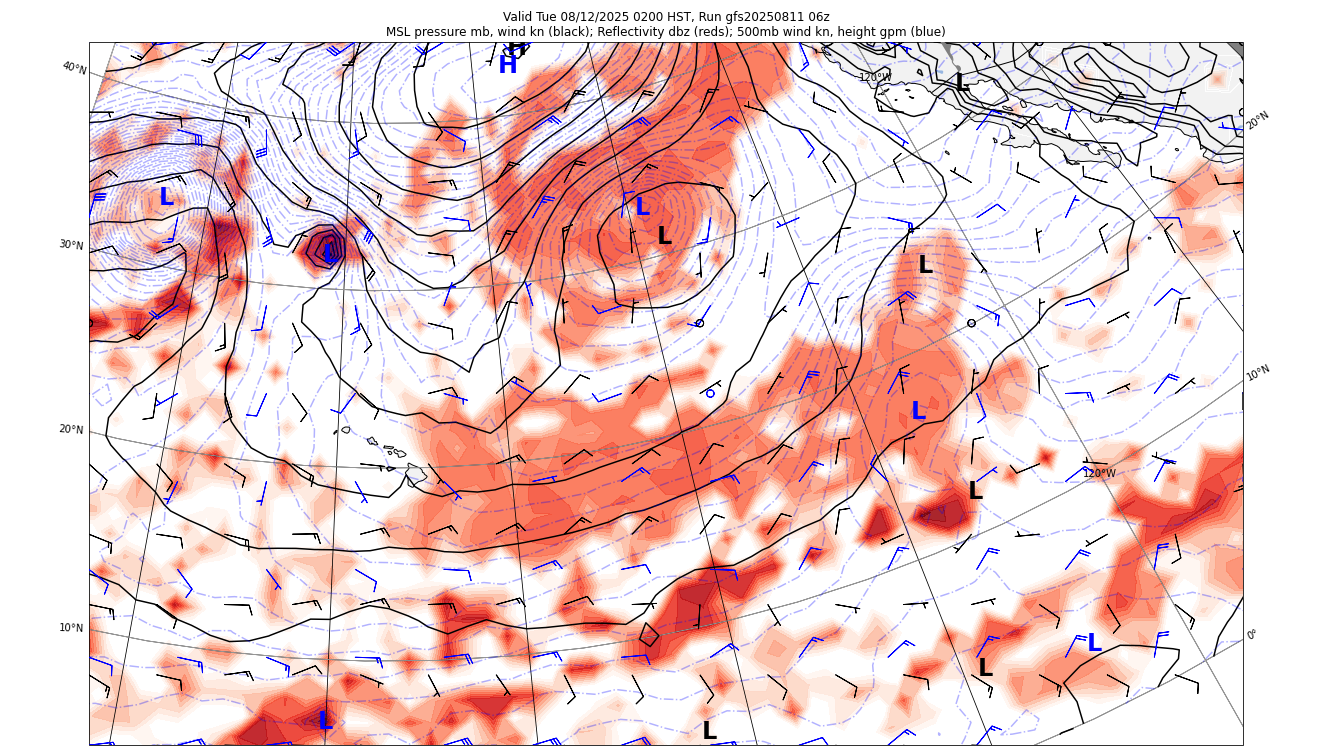 Valid Tue 08/12/2025 0200 HST, Run gfs20250811 06z
MSL pressure mb, wind kn (black); Reflectivity dbz (reds); 500mb wind kn, height gpm (blue)
H
H
40°N
120°W
L
20°N
L
L
L
30°N
L
L
10°N
L
20°N
120°W
L
10°N
0°
L
L
L
L